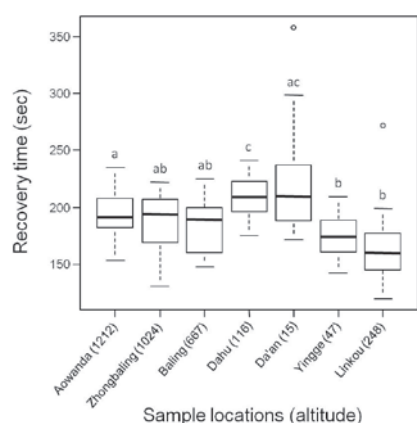 350
300
250
200
150
Recovery time (sec)
a
ab
ab
c
ac
b
b
Aowanda (1212)
Zhongbaling (1024)
Baling (667)
Dahu (116)
Da'an (15)
Yingge (47)
Linkou (248)
Sample locations (altitude)